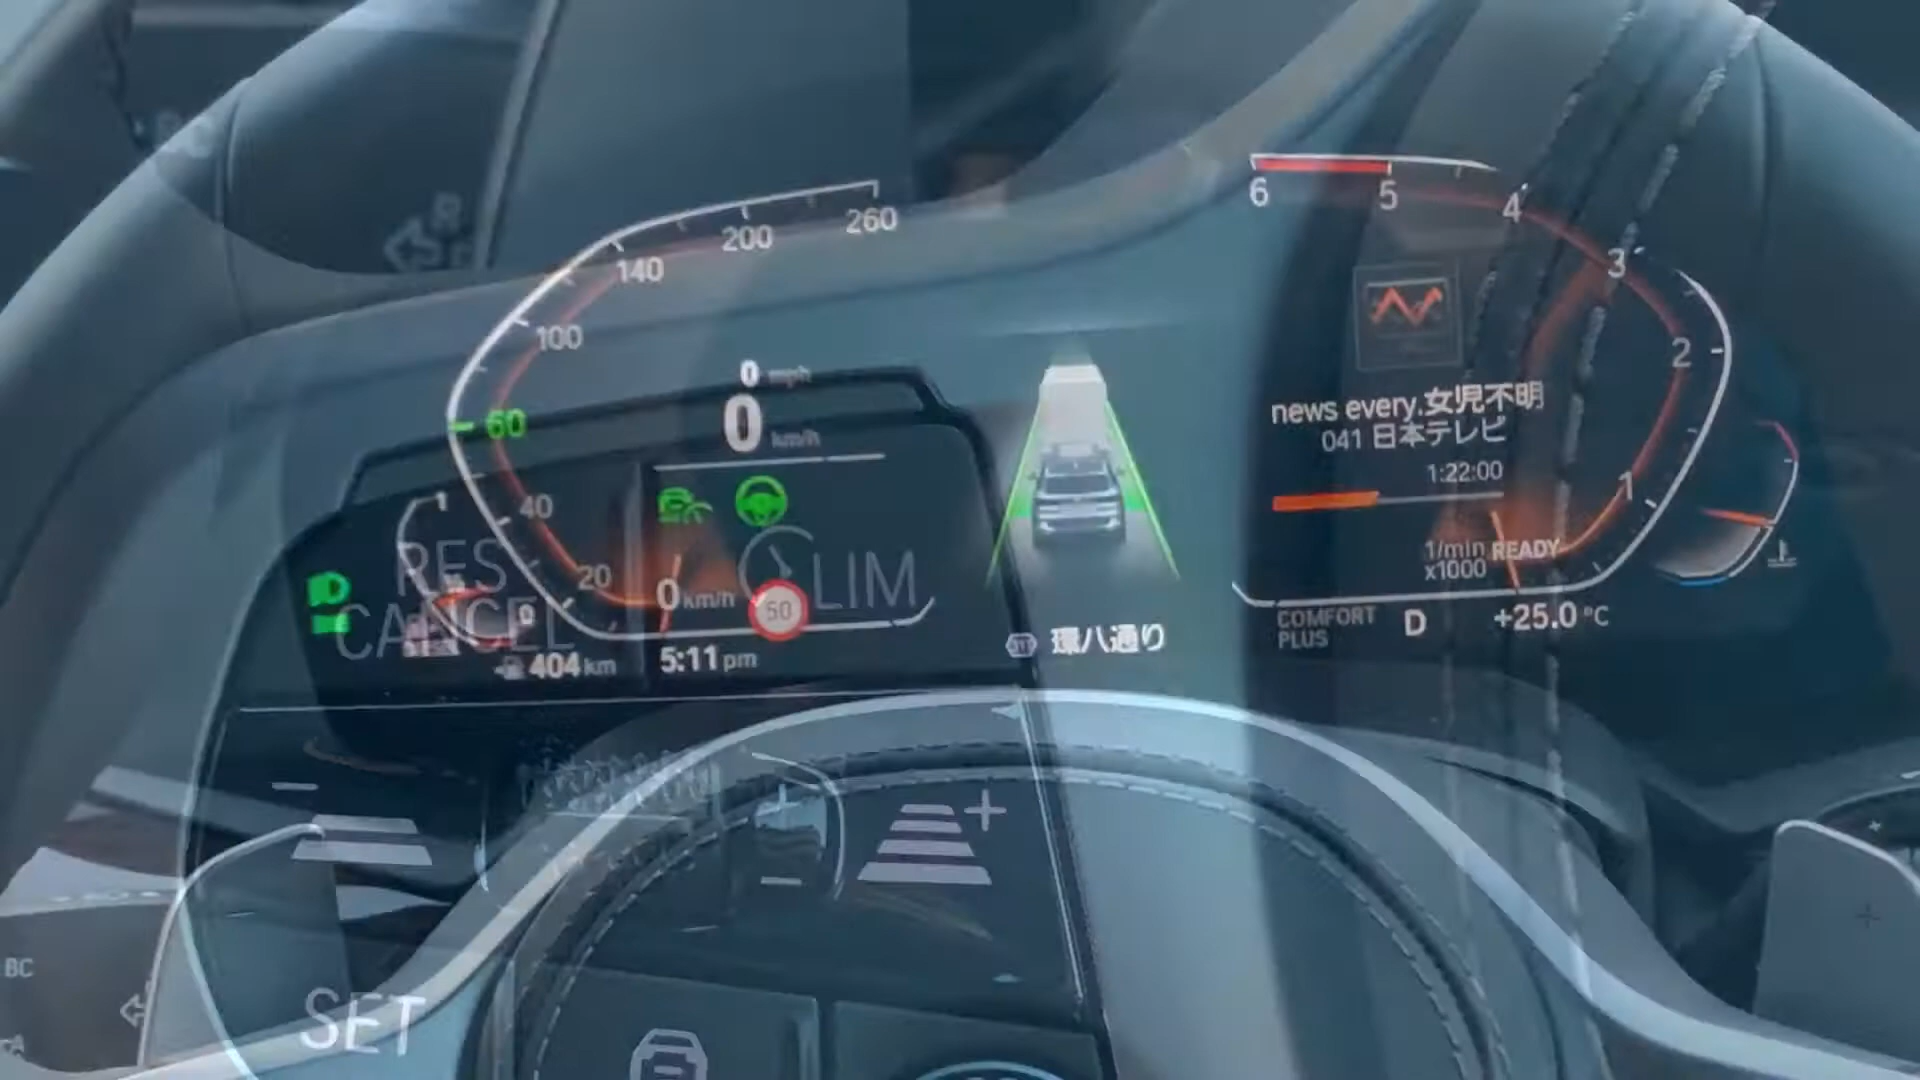 260
200
140
100
60
40
20
0 mph
0 km/h
0 km/h
50
RES
CANCEL
LIM
0
404 km
5:11 pm
311
環八通り
6
5
4
3
2
1
news every.女児不明
041 日本テレビ
1:22:00
1/min
x1000
READY
COMFORT
PLUS
D
+25.0 °C
BC
SET